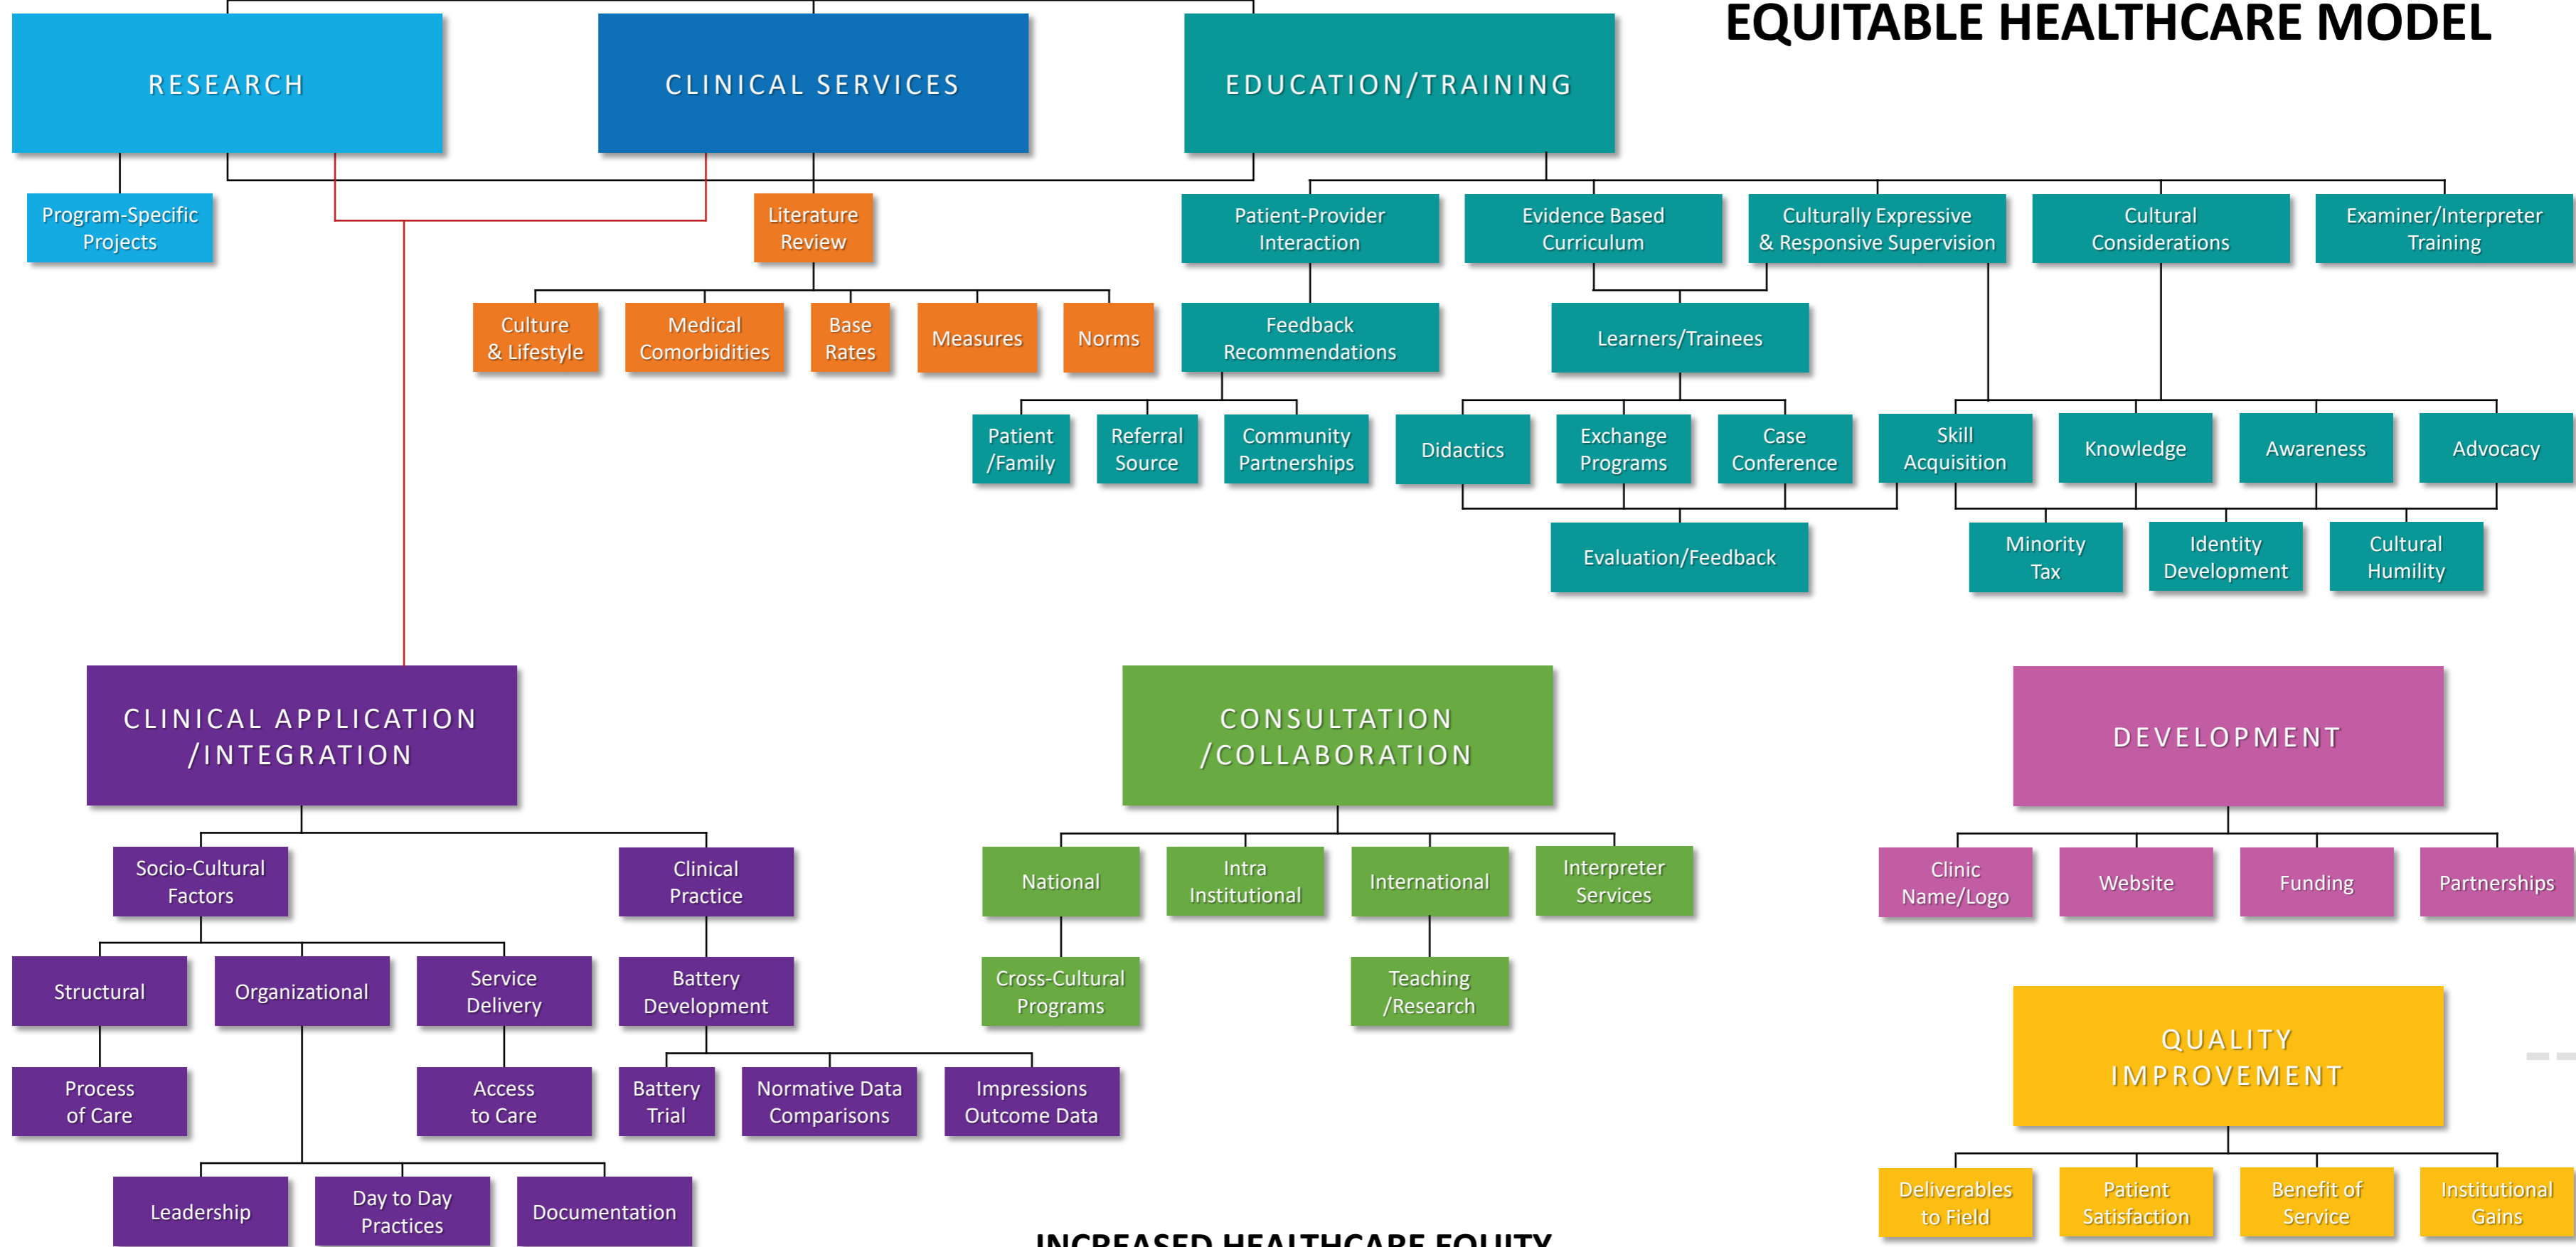 EQUITABLE HEALTHCARE MODEL
RESEARCH
CLINICAL SERVICES
EDUCATION/TRAINING
Program-Specific
Projects
Literature
Review
Patient-Provider
Interaction
Evidence Based
Curriculum
Culturally Expressive
& Responsive Supervision
Cultural
Considerations
Examiner/Interpreter
Training
Culture
& Lifestyle
Medical
Comorbidities
Base
Rates
Measures
Norms
Feedback
Recommendations
Learners/Trainees
Patient
/Family
Referral
Source
Community
Partnerships
Didactics
Exchange
Programs
Case
Conference
Skill
Acquisition
Knowledge
Awareness
Advocacy
Evaluation/Feedback
Minority
Tax
Identity
Development
Cultural
Humility
CLINICAL APPLICATION
/INTEGRATION
CONSULTATION
/COLLABORATION
DEVELOPMENT
Socio-Cultural
Factors
Clinical
Practice
National
Intra
Institutional
International
Interpreter
Services
Clinic
Name/Logo
Website
Funding
Partnerships
Structural
Organizational
Service
Delivery
Battery
Development
Cross-Cultural
Programs
Teaching
/Research
QUALITY
IMPROVEMENT
Process
of Care
Access
to Care
Battery
Trial
Normative Data
Comparisons
Impressions
Outcome Data
Leadership
Day to Day
Practices
Documentation
Deliverables
to Field
Patient
Satisfaction
Benefit of
Service
Institutional
Gains
INCREASED HEALTHCARE EQUITY